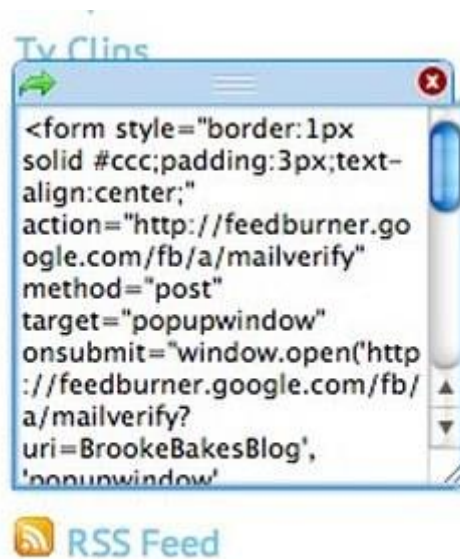 Tv Clips
<form style="border:1px
solid #ccc;padding:3px;text-
align:center;"
action="http://feedburner.go
ogle.com/fb/a/mailverify"
method="post"
target="popupwindow"
onsubmit="window.open('http
://feedburner.google.com/fb/
a/mailverify?
uri=BrookeBakesBlog',
'popupwindow'
RSS Feed